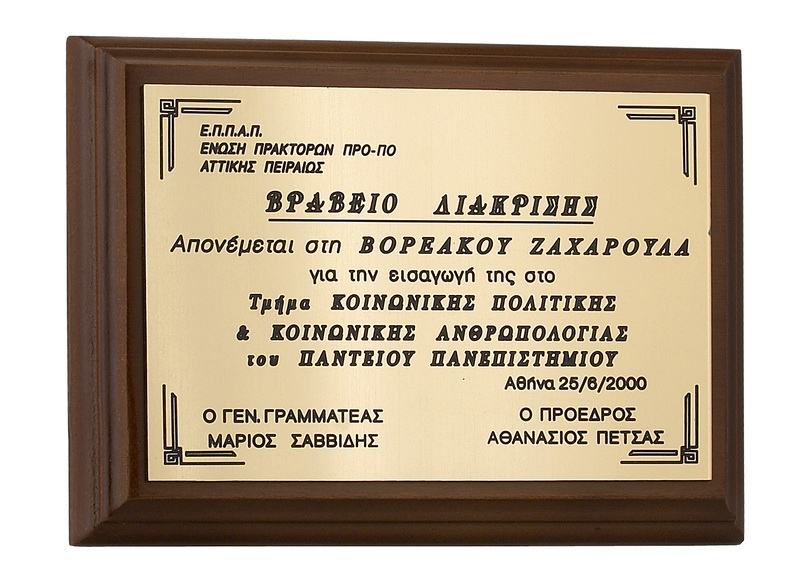 Ε.Π.Π.Α.Π.
ΕΝΩΣΗ ΠΡΑΚΤΟΡΩΝ ΠΡΟ-ΠΟ
ΑΤΤΙΚΗΣ ΠΕΙΡΑΙΩΣ
ΒΡΑΒΕΙΟ ΔΙΑΚΡΙΣΗΣ
Απονέμεται στη ΒΟΡΕΑΚΟΥ ΖΑΧΑΡΟΥΛΑ
για την εισαγωγή της στο
Τμήμα ΚΟΙΝΩΝΙΚΗΣ ΠΟΛΙΤΙΚΗΣ
& ΚΟΙΝΩΝΙΚΗΣ ΑΝΘΡΩΠΟΛΟΓΙΑΣ
του ΠΑΝΤΕΙΟΥ ΠΑΝΕΠΙΣΤΗΜΙΟΥ
Αθήνα 25/6/2000
Ο ΓΕΝ. ΓΡΑΜΜΑΤΕΑΣ
ΜΑΡΙΟΣ ΣΑΒΒΙΔΗΣ
Ο ΠΡΟΕΔΡΟΣ
ΑΘΑΝΑΣΙΟΣ ΠΕΤΣΑΣ